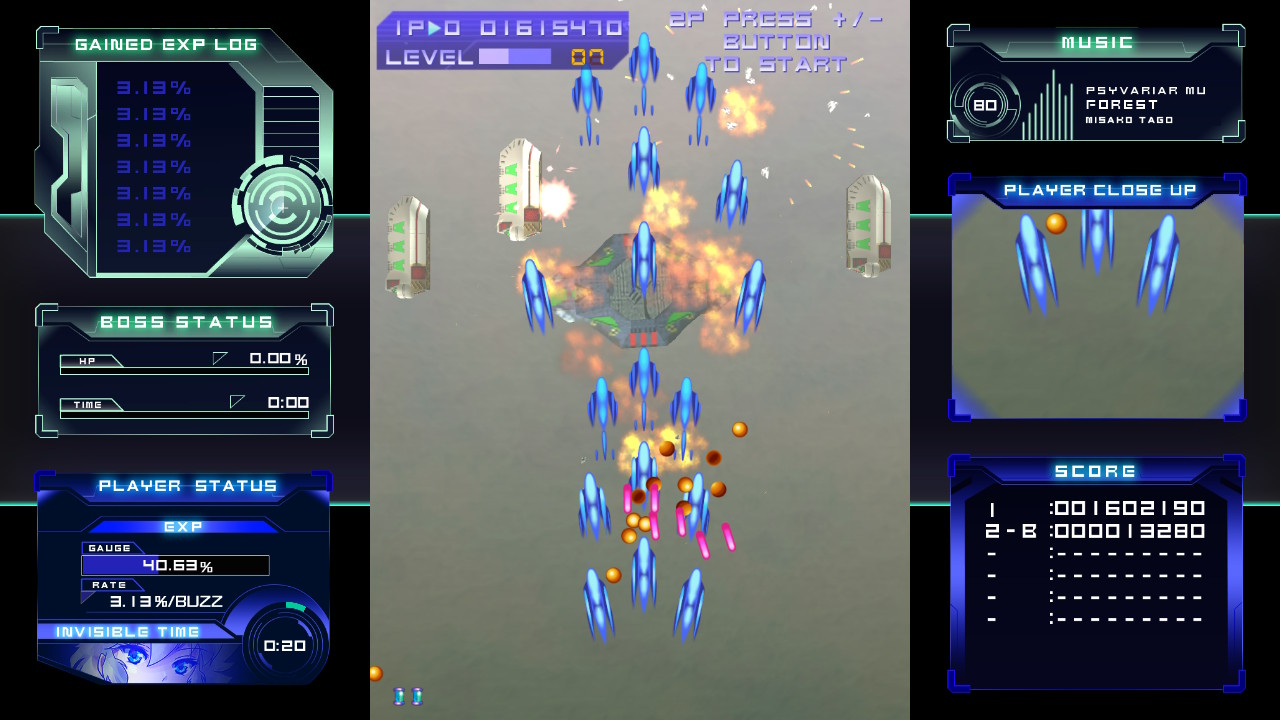 GAINED EXP LOG
3.13%
3.13%
3.13%
3.13%
3.13%
3.13%
3.13%
BOSS STATUS
HP
0.00%
TIME
0:00
PLAYER STATUS
EXP
GAUGE
40.63%
RATE
3.13%/BUZZ
INVISIBLE TIME
0:20
1P▶0 01615470
LEVEL 07
2P PRESS +/-
BUTTON
TO START
MUSIC
80
PSYVARIAR MU
FOREST
MISAKO TAGO
PLAYER CLOSE UP
SCORE
1 :001602190
2-B :000013280
- :---------
- :---------
- :---------
- :---------